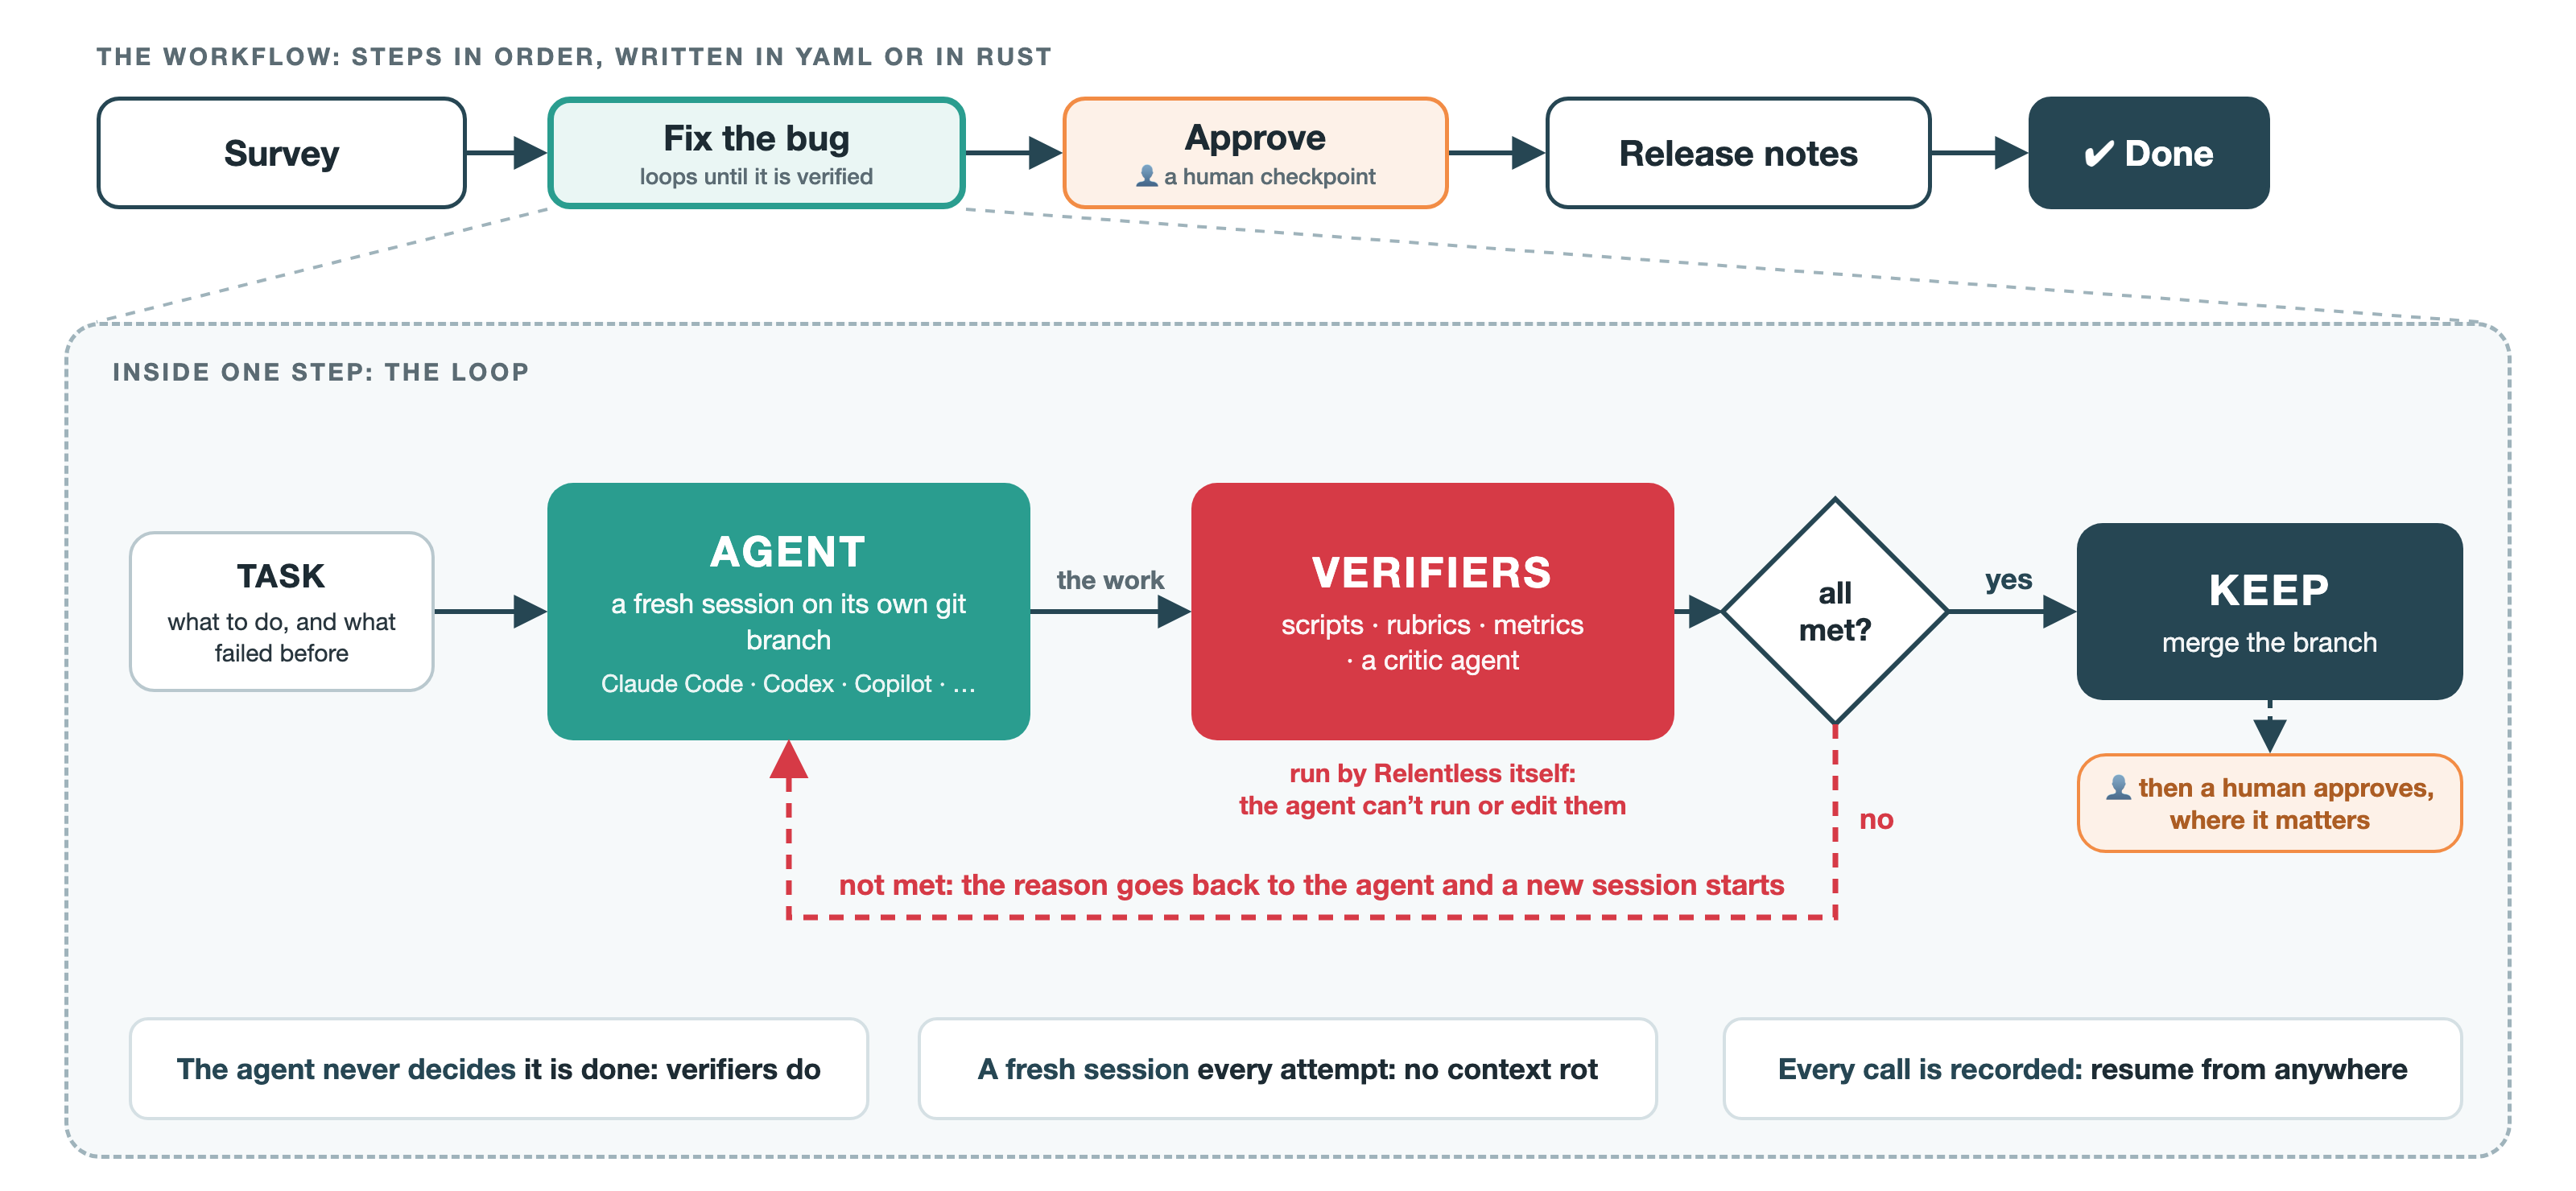 THE WORKFLOW: STEPS IN ORDER, WRITTEN IN YAML OR IN RUST
Survey
Fix the bug
loops until it is verified
Approve
👤 a human checkpoint
Release notes
✔ Done
INSIDE ONE STEP: THE LOOP
TASK
what to do, and what
failed before
AGENT
a fresh session on its own git
branch
Claude Code · Codex · Copilot · …
the work
VERIFIERS
scripts · rubrics · metrics
· a critic agent
run by Relentless itself:
the agent can’t run or edit them
all
met?
yes
KEEP
merge the branch
👤 then a human approves,
where it matters
no
not met: the reason goes back to the agent and a new session starts
The agent never decides it is done: verifiers do
A fresh session every attempt: no context rot
Every call is recorded: resume from anywhere